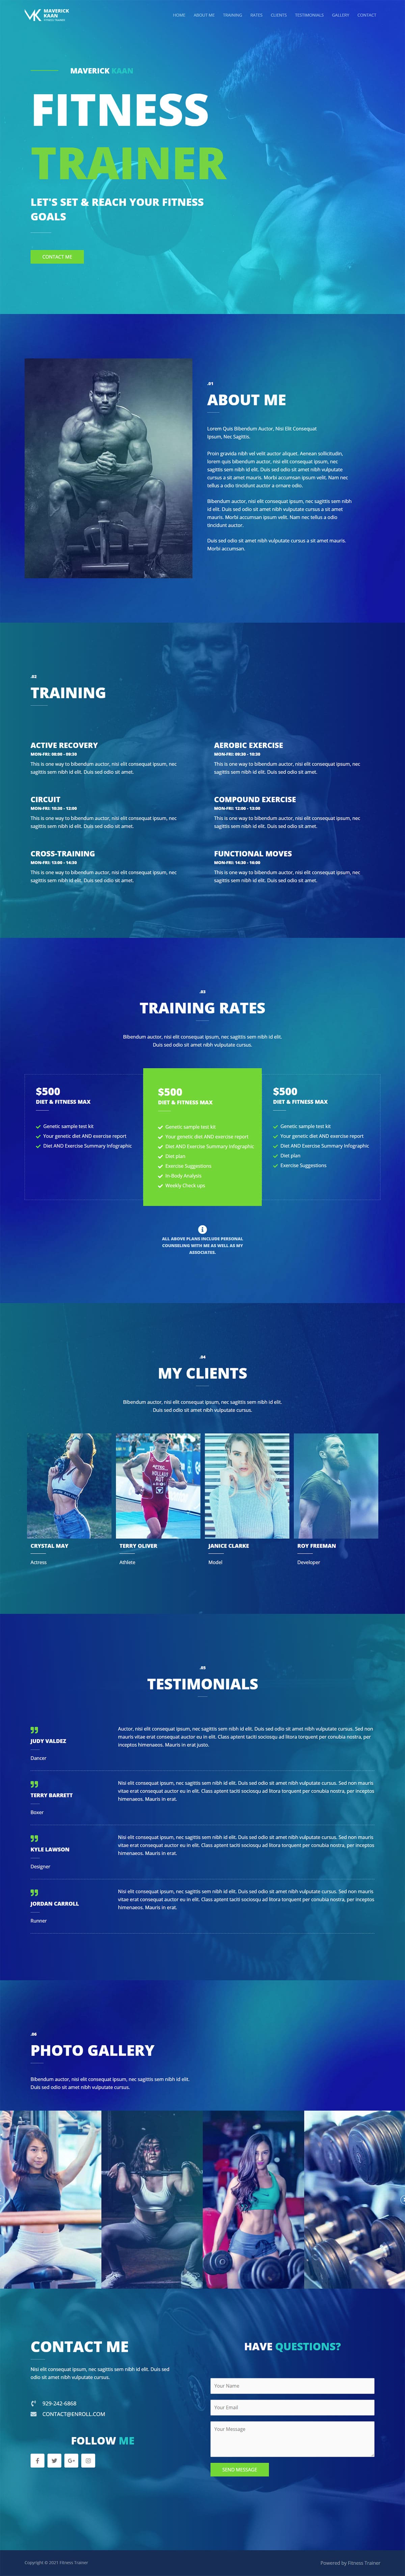 MAVERICK
KAAN
FITNESS TRAINER
HOME ABOUT ME TRAINING RATES CLIENTS TESTIMONIALS GALLERY CONTACT
MAVERICK KAAN
FITNESS
TRAINER
LET'S SET & REACH YOUR FITNESS
GOALS
CONTACT ME
.01
ABOUT ME
Lorem Quis Bibendum Auctor, Nisi Elit Consequat
Ipsum, Nec Sagittis.
Proin gravida nibh vel velit auctor aliquet. Aenean sollicitudin,
lorem quis bibendum auctor, nisi elit consequat ipsum, nec
sagittis sem nibh id elit. Duis sed odio sit amet nibh vulputate
cursus a sit amet mauris. Morbi accumsan ipsum velit. Nam nec
tellus a odio tincidunt auctor a ornare odio.
Bibendum auctor, nisi elit consequat ipsum, nec sagittis sem nibh
id elit. Duis sed odio sit amet nibh vulputate cursus a sit amet
mauris. Morbi accumsan ipsum velit. Nam nec tellus a odio
tincidunt auctor.
Duis sed odio sit amet nibh vulputate cursus a sit amet mauris.
Morbi accumsan.
.02
TRAINING
ACTIVE RECOVERY
MON-FRI: 08:00 - 08:30
This is one way to bibendum auctor, nisi elit consequat ipsum, nec
sagittis sem nibh id elit. Duis sed odio sit amet.
AEROBIC EXERCISE
MON-FRI: 08:30 - 10:30
This is one way to bibendum auctor, nisi elit consequat ipsum, nec
sagittis sem nibh id elit. Duis sed odio sit amet.
CIRCUIT
MON-FRI: 10:30 - 12:00
This is one way to bibendum auctor, nisi elit consequat ipsum, nec
sagittis sem nibh id elit. Duis sed odio sit amet.
COMPOUND EXERCISE
MON-FRI: 12:00 - 13:00
This is one way to bibendum auctor, nisi elit consequat ipsum, nec
sagittis sem nibh id elit. Duis sed odio sit amet.
CROSS-TRAINING
MON-FRI: 13:00 - 14:30
This is one way to bibendum auctor, nisi elit consequat ipsum, nec
sagittis sem nibh id elit. Duis sed odio sit amet.
FUNCTIONAL MOVES
MON-FRI: 14:30 - 16:00
This is one way to bibendum auctor, nisi elit consequat ipsum, nec
sagittis sem nibh id elit. Duis sed odio sit amet.
.03
TRAINING RATES
Bibendum auctor, nisi elit consequat ipsum, nec sagittis sem nibh id elit.
Duis sed odio sit amet nibh vulputate cursus.
$500
DIET & FITNESS MAX
Genetic sample test kit
Your genetic diet AND exercise report
Diet AND Exercise Summary Infographic
$500
DIET & FITNESS MAX
Genetic sample test kit
Your genetic diet AND exercise report
Diet AND Exercise Summary Infographic
Diet plan
Exercise Suggestions
In-Body Analysis
Weekly Check ups
$500
DIET & FITNESS MAX
Genetic sample test kit
Your genetic diet AND exercise report
Diet AND Exercise Summary Infographic
Diet plan
Exercise Suggestions
ALL ABOVE PLANS INCLUDE PERSONAL
COUNSELING WITH ME AS WELL AS MY
ASSOCIATES.
.04
MY CLIENTS
Bibendum auctor, nisi elit consequat ipsum, nec sagittis sem nibh id elit.
Duis sed odio sit amet nibh vulputate cursus.
CRYSTAL MAY
Actress
TERRY OLIVER
Athlete
JANICE CLARKE
Model
ROY FREEMAN
Developer
.05
TESTIMONIALS
JUDY VALDEZ
Dancer
Auctor, nisi elit consequat ipsum, nec sagittis sem nibh id elit. Duis sed odio sit amet nibh vulputate cursus. Sed non
mauris vitae erat consequat auctor eu in elit. Class aptent taciti sociosqu ad litora torquent per conubia nostra, per
inceptos himenaeos. Mauris in erat justo.
TERRY BARRETT
Boxer
Nisi elit consequat ipsum, nec sagittis sem nibh id elit. Duis sed odio sit amet nibh vulputate cursus. Sed non mauris
vitae erat consequat auctor eu in elit. Class aptent taciti sociosqu ad litora torquent per conubia nostra, per inceptos
himenaeos. Mauris in erat.
KYLE LAWSON
Designer
Nisi elit consequat ipsum, nec sagittis sem nibh id elit. Duis sed odio sit amet nibh vulputate cursus. Sed non mauris
vitae erat consequat auctor eu in elit. Class aptent taciti sociosqu ad litora torquent per conubia nostra, per inceptos
himenaeos. Mauris in erat.
JORDAN CARROLL
Runner
Nisi elit consequat ipsum, nec sagittis sem nibh id elit. Duis sed odio sit amet nibh vulputate cursus. Sed non mauris
vitae erat consequat auctor eu in elit. Class aptent taciti sociosqu ad litora torquent per conubia nostra, per inceptos
himenaeos. Mauris in erat.
.06
PHOTO GALLERY
Bibendum auctor, nisi elit consequat ipsum, nec sagittis sem nibh id elit.
Duis sed odio sit amet nibh vulputate cursus.
CONTACT ME
Nisi elit consequat ipsum, nec sagittis sem nibh id elit. Duis sed
odio sit amet nibh vulputate cursus.
929-242-6868
CONTACT@ENROLL.COM
FOLLOW ME
HAVE QUESTIONS?
Your Name
Your Email
Your Message
SEND MESSAGE
Copyright © 2021 Fitness Trainer
Powered by Fitness Trainer